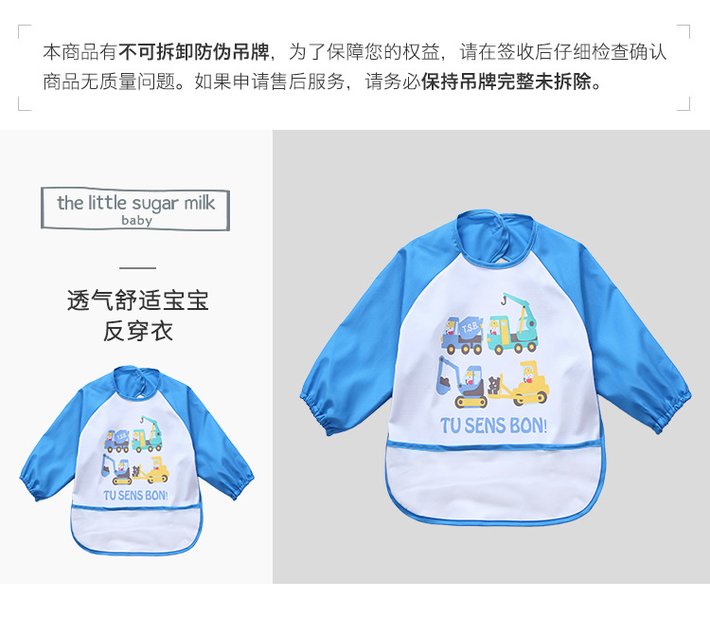 本商品有不可拆卸防伪吊牌，为了保障您的权益，请在签收后仔细检查确认
商品无质量问题。如果申请售后服务，请务必保持吊牌完整未拆除。
the little sugar milk
baby
透气舒适宝宝
反穿衣
T.S.B.
TU SENS BON!
T.S.B.
TU SENS BON!